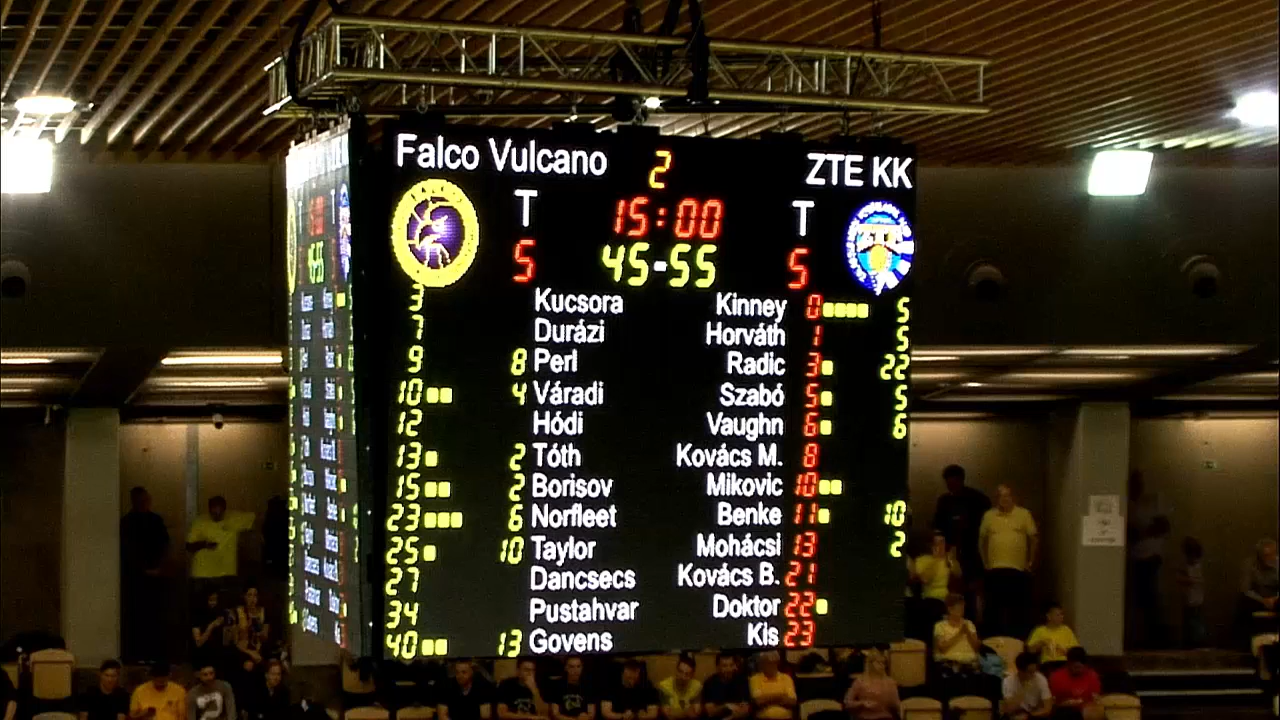 Falco Vulcano 2 ZTE KK
T 15:00 T
5 45-55 5
3 Kucsora Kinney 0 5
7 Durázi Horváth 1 5
9 8 Perl Radic 3 22
10 4 Váradi Szabó 5 5
12 Hódi Vaughn 6 6
13 2 Tóth Kovács M. 8
15 2 Borisov Mikovic 10
23 6 Norfleet Benke 11 10
25 10 Taylor Mohácsi 13 2
27 Dancsecs Kovács B. 21
34 Pustahvar Doktor 22
40 13 Govens Kis 23